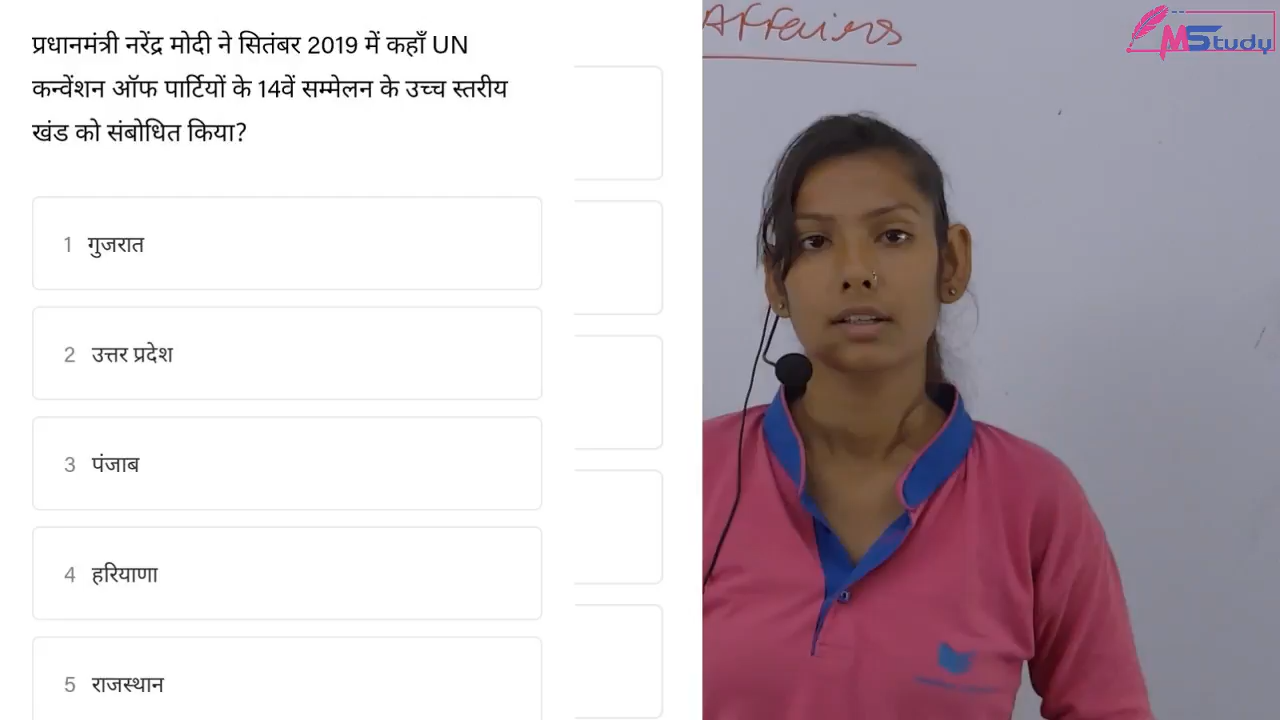 प्रधानमंत्री नरेंद्र मोदी ने सितंबर 2019 में कहाँ UN
कन्वेंशन ऑफ पार्टियों के 14वें सम्मेलन के उच्च स्तरीय
खंड को संबोधित किया?
1 गुजरात
2 उत्तर प्रदेश
3 पंजाब
4 हरियाणा
5 राजस्थान
Affairs
MStudy